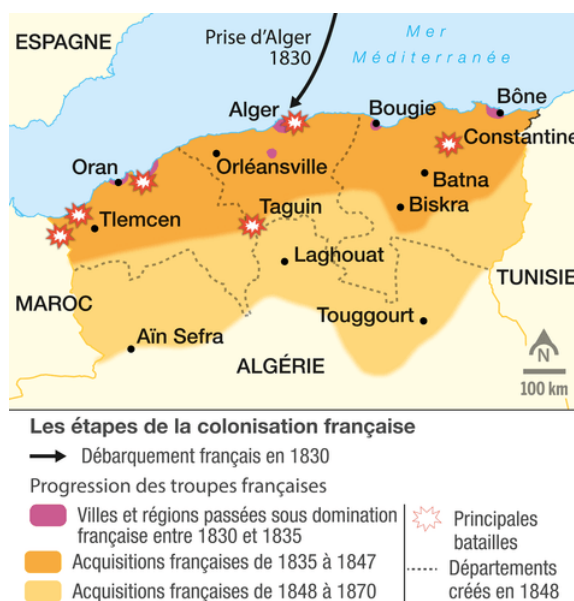 ESPAGNE
Prise d'Alger
1830
Mer
Méditerranée
Alger
Bougie
Bône
Constantine
Oran
Orléansville
Batna
Biskra
Tlemcen
Taguin
Laghouat
TUNISIE
MAROC
Touggourt
Aïn Sefra
ALGÉRIE
N
100 km
Les étapes de la colonisation française
Débarquement français en 1830
Progression des troupes françaises
Villes et régions passées sous domination
française entre 1830 et 1835
Acquisitions françaises de 1835 à 1847
Acquisitions françaises de 1848 à 1870
Principales
batailles
Départements
créés en 1848